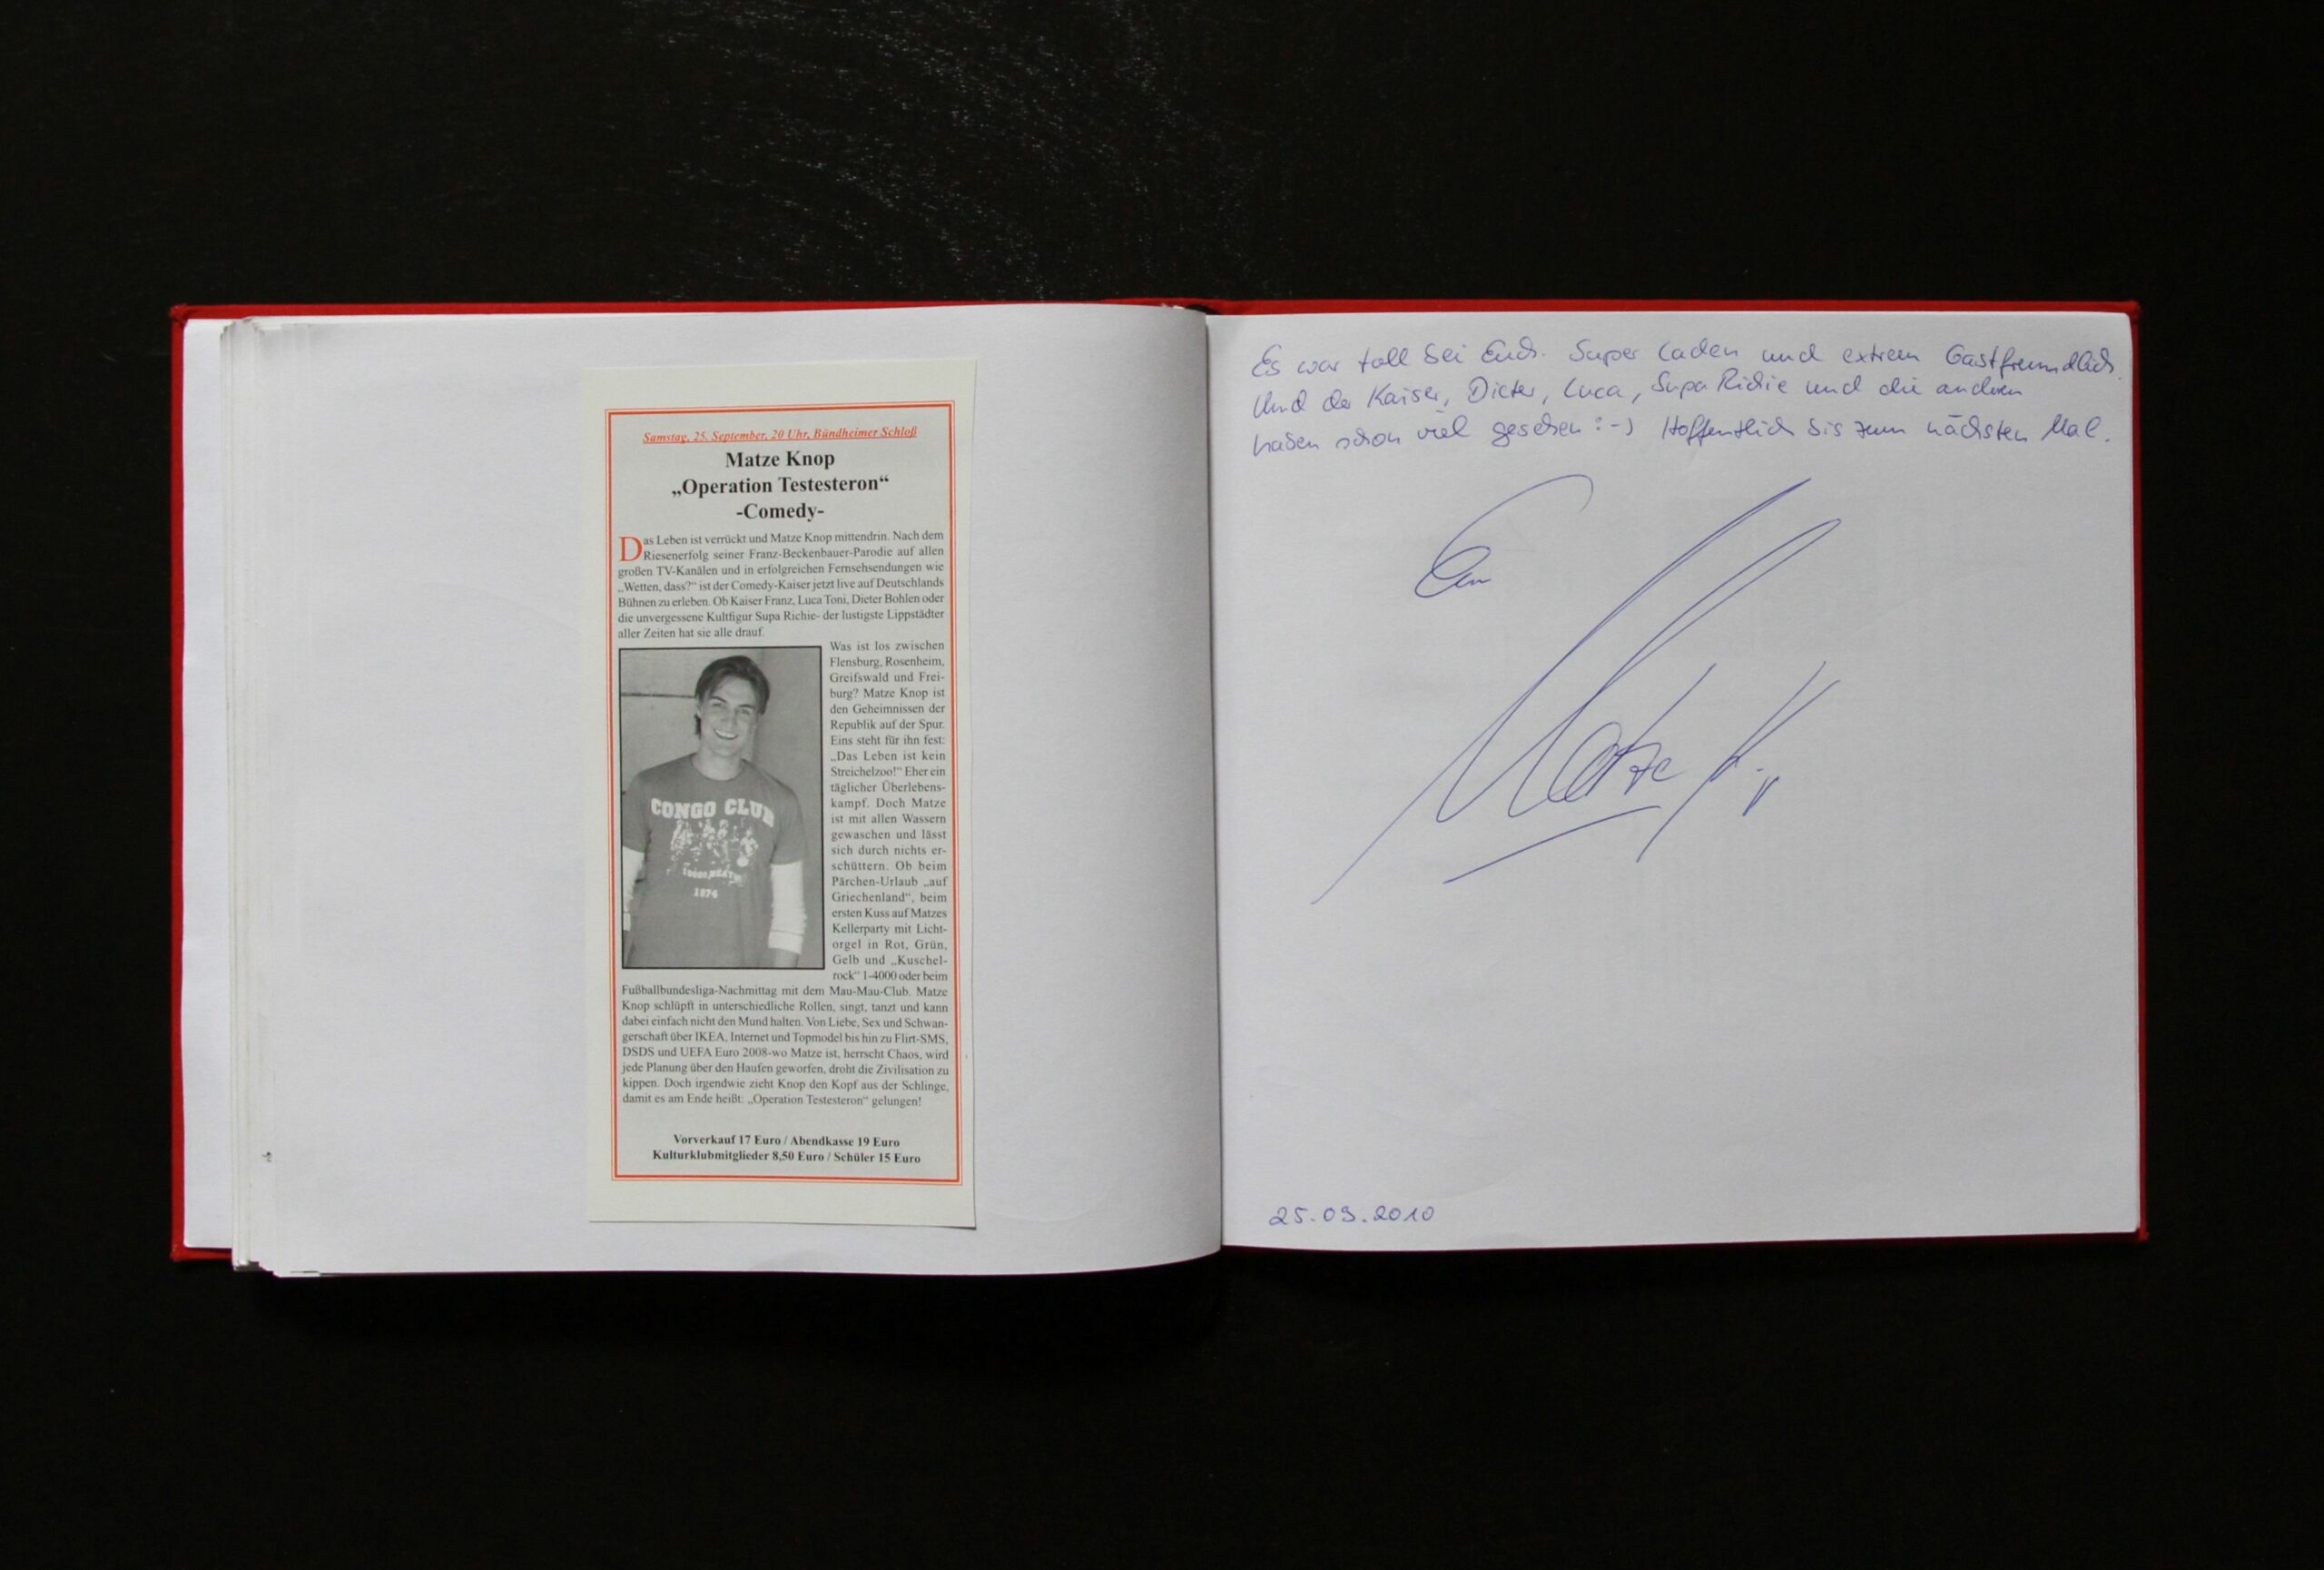 Samstag, 25. September, 20 Uhr, Bündheimer Schloß
Matze Knop
„Operation Testesteron“
-Comedy-
Das Leben ist verrückt und Matze Knop mittendrin. Nach dem
Riesenerfolg seiner Franz-Beckenbauer-Parodie auf allen
großen TV-Kanälen und in erfolgreichen Fernsehsendungen wie
„Wetten, dass?“ ist der Comedy-Kaiser jetzt live auf Deutschlands
Bühnen zu erleben. Ob Kaiser Franz, Luca Toni, Dieter Bohlen oder
die unvergessene Kultfigur Supa Richie- der lustigste Lippstädter
aller Zeiten hat sie alle drauf.
Was ist los zwischen
Flensburg, Rosenheim,
Greifswald und Frei-
burg? Matze Knop ist
den Geheimnissen der
Republik auf der Spur.
Eins steht für ihn fest:
„Das Leben ist kein
Streichelzoo!“ Eher ein
täglicher Überlebens-
kampf. Doch Matze
ist mit allen Wassern
gewaschen und lässt
sich durch nichts er-
schüttern. Ob beim
Pärchen-Urlaub „auf
Griechenland“, beim
ersten Kuss auf Matzes
Kellerparty mit Licht-
orgel in Rot, Grün,
Gelb und „Kuschel-
rock“ 1-4000 oder beim
Fußballbundesliga-Nachmittag mit dem Mau-Mau-Club. Matze
Knop schlüpft in unterschiedliche Rollen, singt, tanzt und kann
dabei einfach nicht den Mund halten. Von Liebe, Sex und Schwan-
gerschaft über IKEA, Internet und Topmodel bis hin zu Flirt-SMS,
DSDS und UEFA Euro 2008-wo Matze ist, herrscht Chaos, wird
jede Planung über den Haufen geworfen, droht die Zivilisation zu
kippen. Doch irgendwie zieht Knop den Kopf aus der Schlinge,
damit es am Ende heißt: „Operation Testesteron“ gelungen!
CONGO CLUB
1974
Vorverkauf 17 Euro / Abendkasse 19 Euro
Kulturklubmitglieder 8,50 Euro / Schüler 15 Euro
Es war toll bei Euch. Super Laden und extrem Gastfreundlich.
Und der Kaiser, Dieter, Luca, Supa Richie und die anderen
haben schon viel gesehen :-) Hoffentlich bis zum nächsten Mal.
Euer
Matze K.
25.09.2010